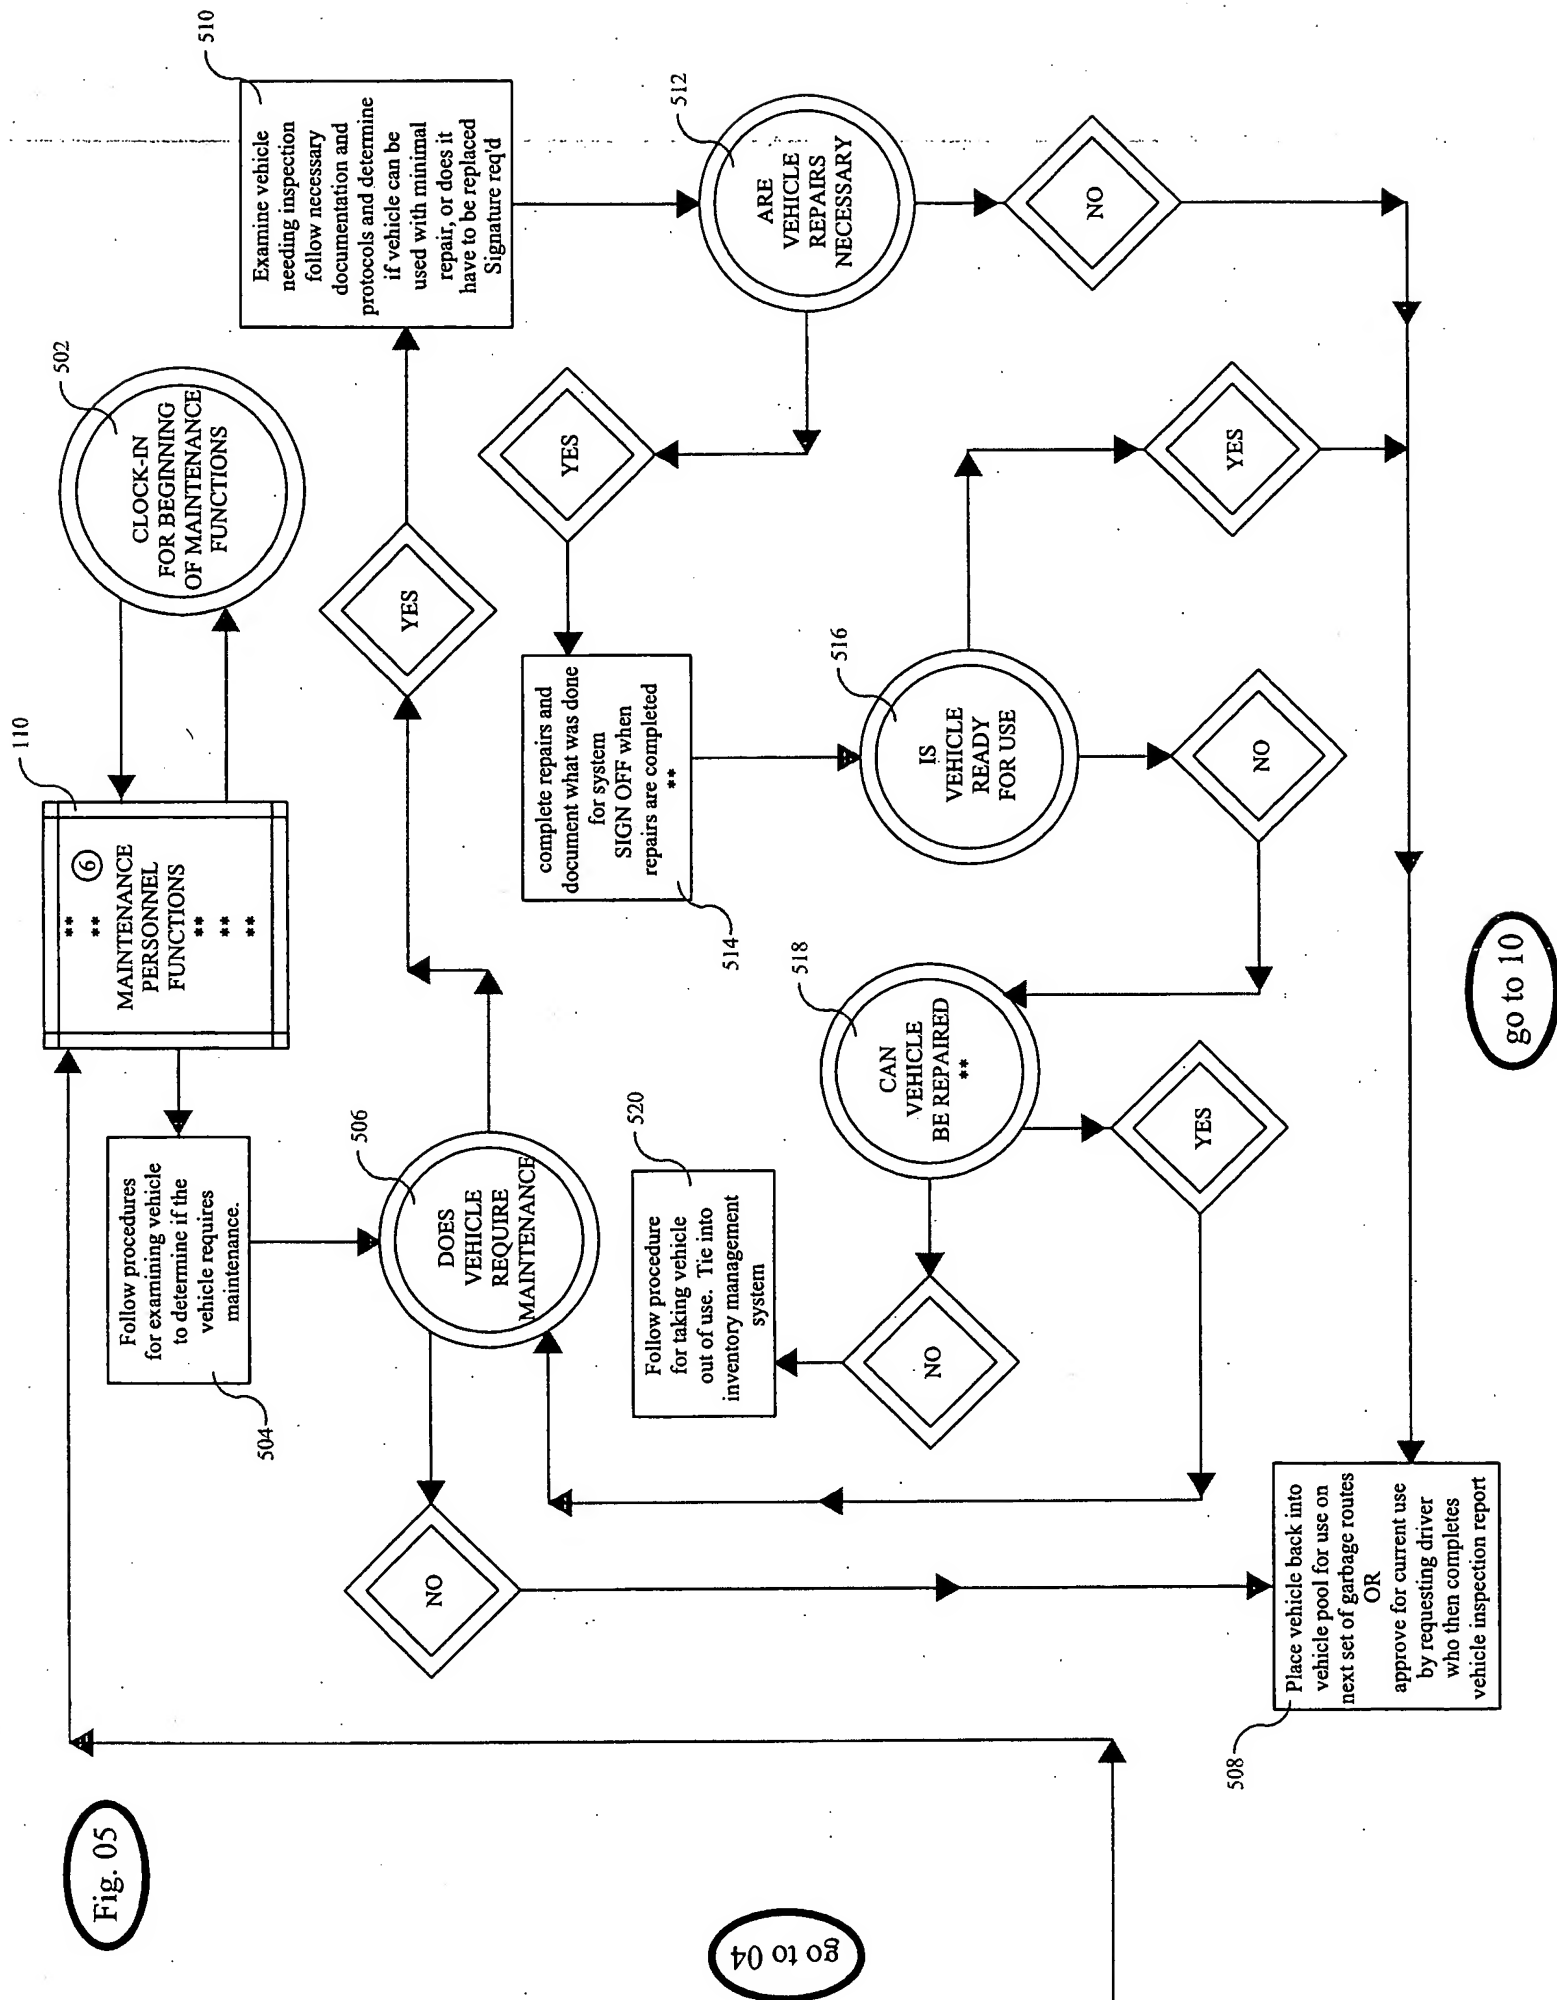 Fig. 05
110
** ⑥
**
MAINTENANCE
PERSONNEL
FUNCTIONS
**
**
**
502
CLOCK-IN
FOR BEGINNING
OF MAINTENANCE
FUNCTIONS
504
Follow procedures
for examining vehicle
to determine if the
vehicle requires
maintenance.
506
DOES
VEHICLE
REQUIRE
MAINTENANCE
NO
YES
510
Examine vehicle
needing inspection
follow necessary
documentation and
protocols and determine
if vehicle can be
used with minimal
repair, or does it
have to be replaced
Signature req'd
512
ARE
VEHICLE
REPAIRS
NECESSARY
YES
NO
514
complete repairs and
document what was done
for system
SIGN OFF when
repairs are completed
**
516
IS
VEHICLE
READY
FOR USE
YES
NO
518
CAN
VEHICLE
BE REPAIRED
**
NO
YES
520
Follow procedure
for taking vehicle
out of use. Tie into
inventory management
system
508
Place vehicle back into
vehicle pool for use on
next set of garbage routes
OR
approve for current use
by requesting driver
who then completes
vehicle inspection report
go to 04
go to 10